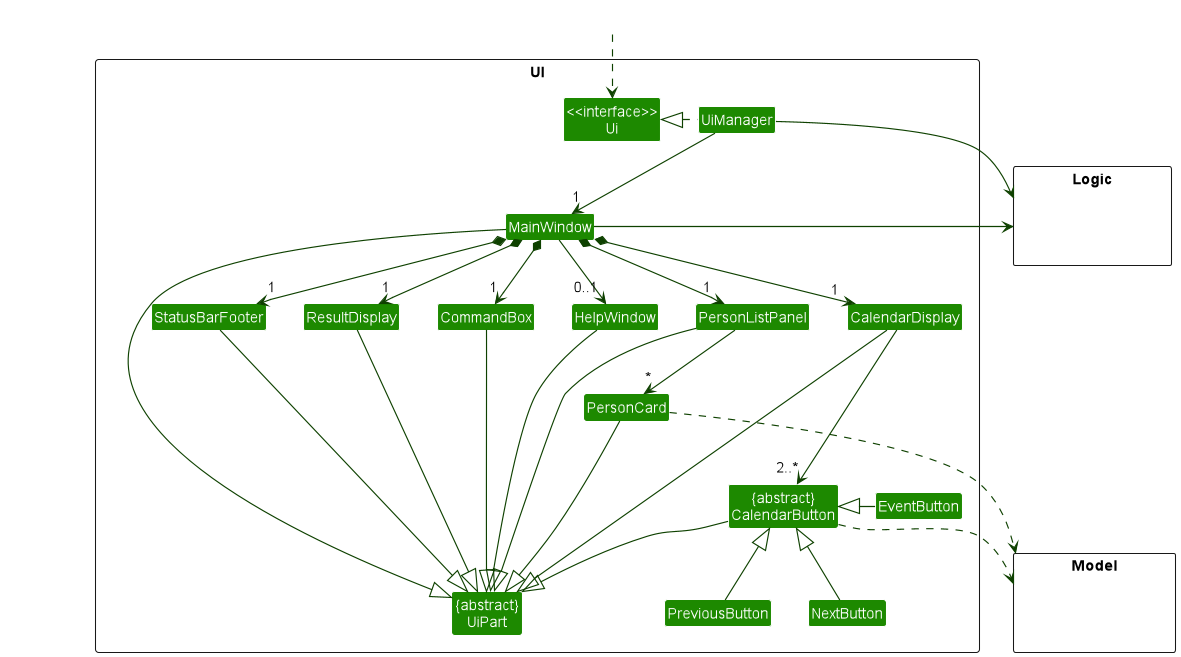 UI
<<interface>>
Ui
UiManager
Logic
1
MainWindow
1
1
1
0..1
1
1
StatusBarFooter
ResultDisplay
CommandBox
HelpWindow
PersonListPanel
CalendarDisplay
*
PersonCard
2..*
{abstract}
CalendarButton
EventButton
Model
{abstract}
UiPart
PreviousButton
NextButton